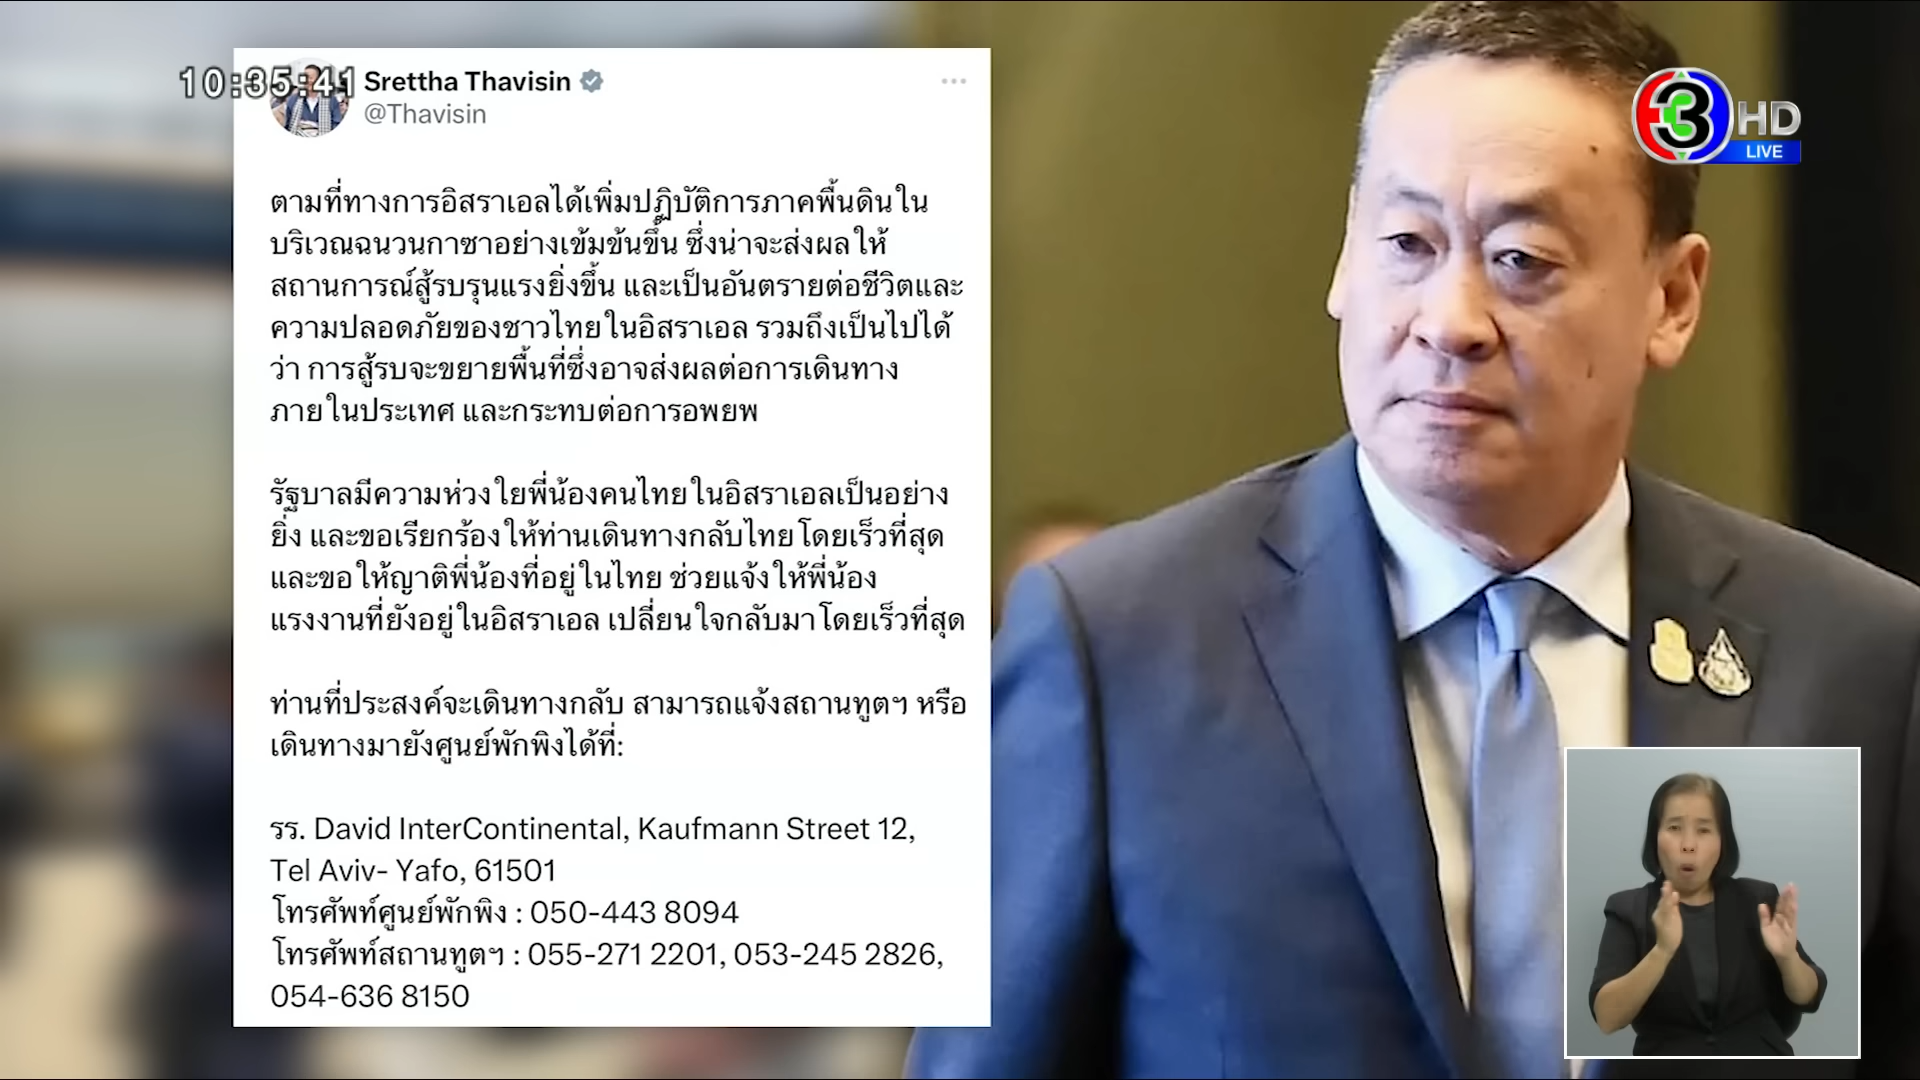 10:35:41
Srettha Thavisin
@Thavisin
3 HD
LIVE
ตามที่ทางการอิสราเอลได้เพิ่มปฏิบัติการภาคพื้นดินใน
บริเวณฉนวนกาซาอย่างเข้มข้นขึ้น ซึ่งน่าจะส่งผลให้
สถานการณ์สู้รบรุนแรงยิ่งขึ้น และเป็นอันตรายต่อชีวิตและ
ความปลอดภัยของชาวไทยในอิสราเอล รวมถึงเป็นไปได้
ว่า การสู้รบจะขยายพื้นที่ซึ่งอาจส่งผลต่อการเดินทาง
ภายในประเทศ และกระทบต่อการอพยพ
รัฐบาลมีความห่วงใยพี่น้องคนไทยในอิสราเอลเป็นอย่าง
ยิ่ง และขอเรียกร้องให้ท่านเดินทางกลับไทยโดยเร็วที่สุด
และขอให้ญาติพี่น้องที่อยู่ในไทย ช่วยแจ้งให้พี่น้อง
แรงงานที่ยังอยู่ในอิสราเอล เปลี่ยนใจกลับมาโดยเร็วที่สุด
ท่านที่ประสงค์จะเดินทางกลับ สามารถแจ้งสถานทูตฯ หรือ
เดินทางมายังศูนย์พักพิงได้ที่:
รร. David InterContinental, Kaufmann Street 12,
Tel Aviv- Yafo, 61501
โทรศัพท์ศูนย์พักพิง : 050-443 8094
โทรศัพท์สถานทูตฯ : 055-271 2201, 053-245 2826,
054-636 8150